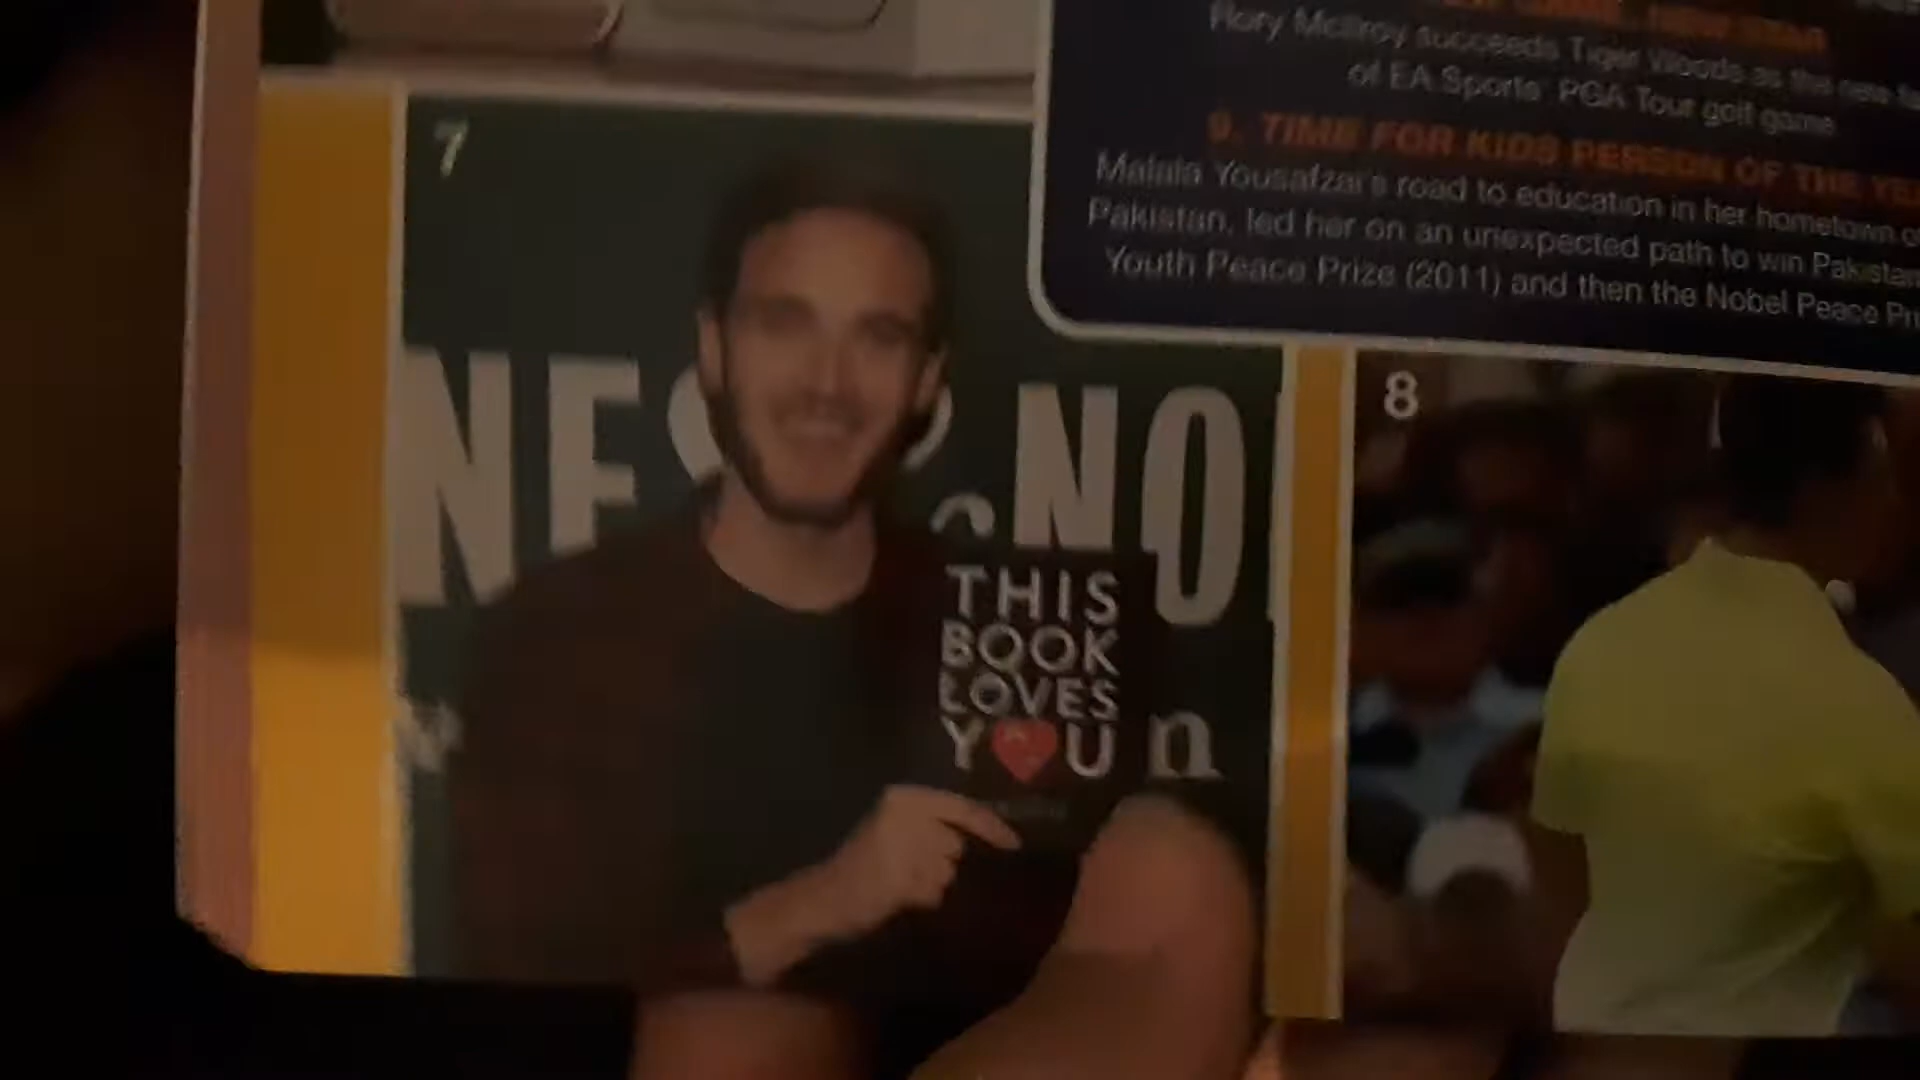 Rory McIlroy succeeds Tiger Woods as the new
of EA Sports' PGA Tour golf game.
9. TIME FOR KIDS PERSON OF THE
Malala Yousafzai's road to education in her hometown
Pakistan, led her on an unexpected path to win
Youth Peace Prize (2011) and then the Nobel Peace
7
8
NE
NO
THIS
BOOK
LOVES
Y❤U
n